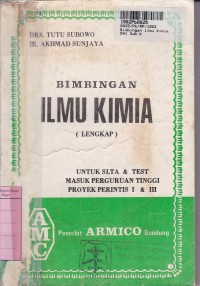 DRS. TUTU SUBOWO
IR. AKHMAD SUNJAYA
BIMBINGAN
ILMU KIMIA
( LENGKAP )
UNTUK SLTA & TEST
MASUK PERGURUAN TINGGI
PROYEK PERINTIS I & III
AMC
Penerbit ARMICO Bandung